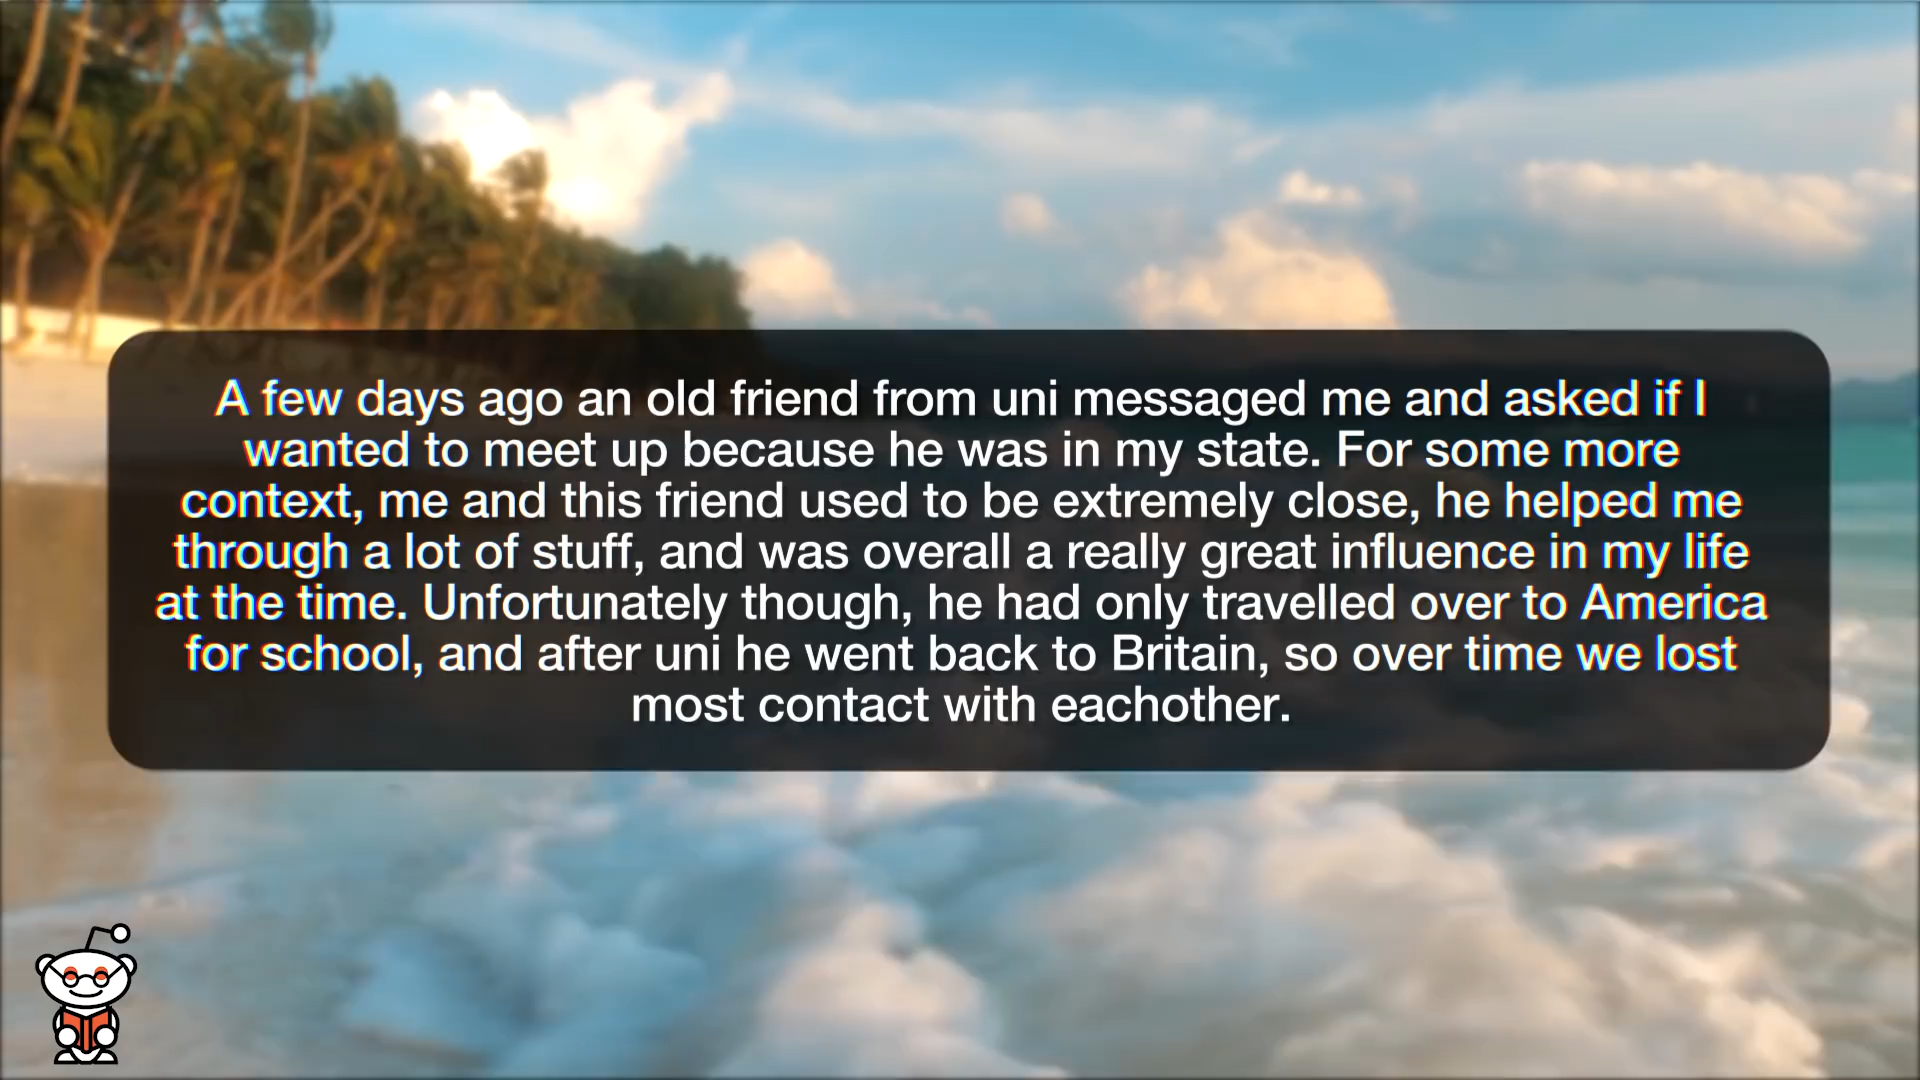 A few days ago an old friend from uni messaged me and asked if I
wanted to meet up because he was in my state. For some more
context, me and this friend used to be extremely close, he helped me
through a lot of stuff, and was overall a really great influence in my life
at the time. Unfortunately though, he had only travelled over to America
for school, and after uni he went back to Britain, so over time we lost
most contact with eachother.